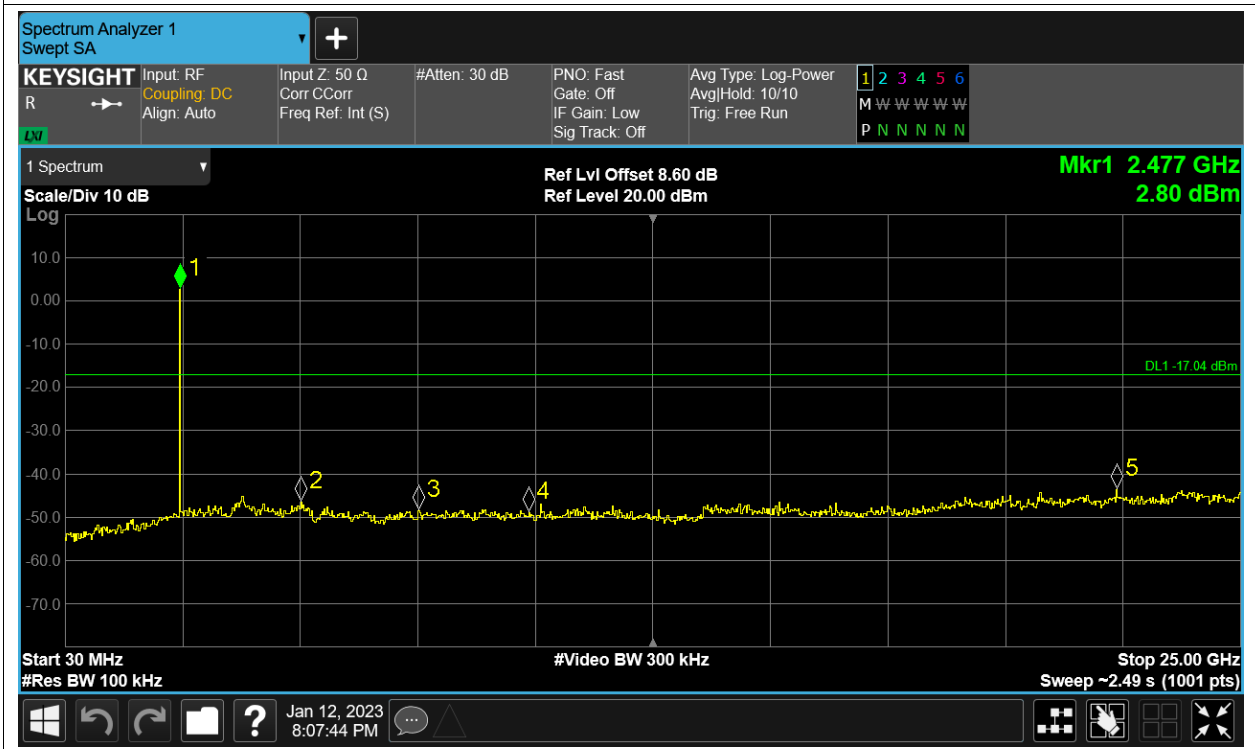 Spectrum Analyzer 1
Swept SA
KEYSIGHT
R
LXI
Input: RF
Coupling: DC
Align: Auto
Input Z: 50 Ω
Corr CCorr
Freq Ref: Int (S)
#Atten: 30 dB
PNO: Fast
Gate: Off
IF Gain: Low
Sig Track: Off
Avg Type: Log-Power
Avg|Hold: 10/10
Trig: Free Run
1 2 3 4 5 6
M W W W W W
P N N N N N
1 Spectrum
Scale/Div 10 dB
Log
Ref Lvl Offset 8.60 dB
Ref Level 20.00 dBm
Mkr1 2.477 GHz
2.80 dBm
10.0
0.00
-10.0
-20.0
-30.0
-40.0
-50.0
-60.0
-70.0
1
DL1 -17.04 dBm
2
3
4
5
Start 30 MHz
#Res BW 100 kHz
#Video BW 300 kHz
Stop 25.00 GHz
Sweep ~2.49 s (1001 pts)
?
Jan 12, 2023
8:07:44 PM